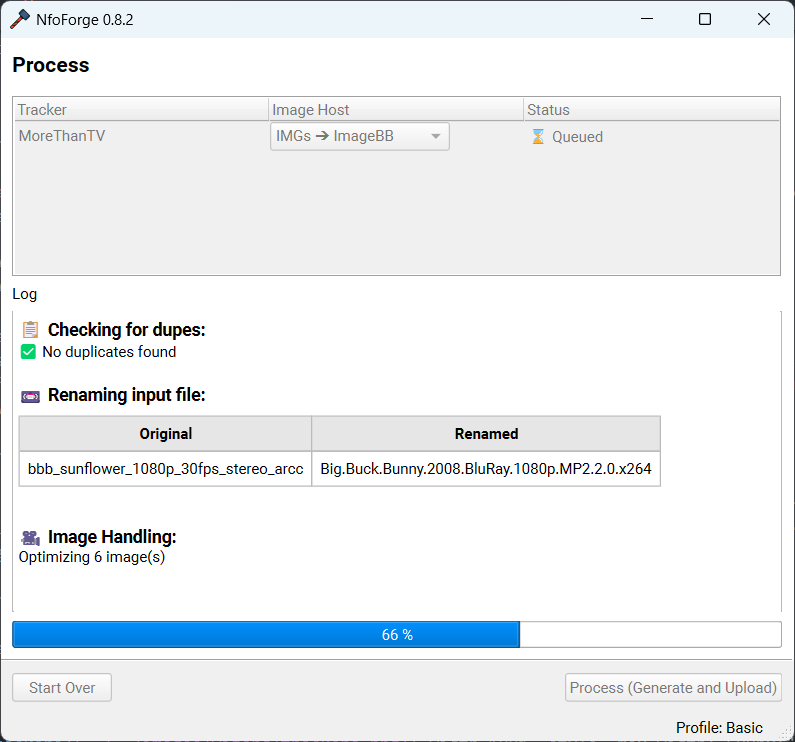 NfoForge 0.8.2
Process
Tracker Image Host Status
MoreThanTV IMGs ➔ ImageBB Queued
Log
Checking for dupes:
No duplicates found
Renaming input file:
Original Renamed
bbb_sunflower_1080p_30fps_stereo_arcc Big.Buck.Bunny.2008.BluRay.1080p.MP2.2.0.x264
Image Handling:
Optimizing 6 image(s)
66 %
Start Over Process (Generate and Upload)
Profile: Basic